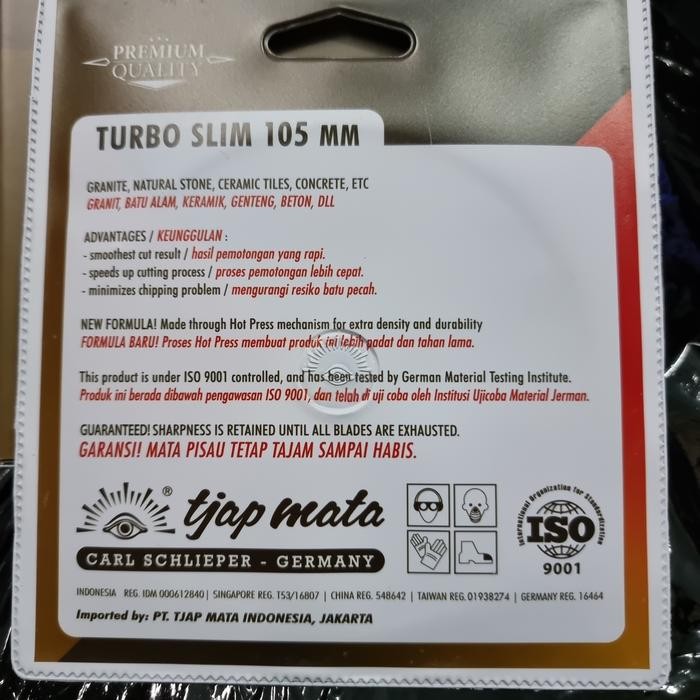 PREMIUM
QUALITY
TURBO SLIM 105 MM
GRANITE, NATURAL STONE, CERAMIC TILES, CONCRETE, ETC
GRANIT, BATU ALAM, KERAMIK, GENTENG, BETON, DLL
ADVANTAGES / KEUNGGULAN :
- smoothest cut result / hasil pemotongan yang rapi.
- speeds up cutting process / proses pemotongan lebih cepat.
- minimizes chipping problem / mengurangi resiko batu pecah.
NEW FORMULA! Made through Hot Press mechanism for extra density and durability
FORMULA BARU! Proses Hot Press membuat produk ini lebih padat dan tahan lama.
This product is under ISO 9001 controlled, and has been tested by German Material Testing Institute.
Produk ini berada dibawah pengawasan ISO 9001, dan telah di uji coba oleh Institusi Ujicoba Material Jerman.
GUARANTEED! SHARPNESS IS RETAINED UNTIL ALL BLADES ARE EXHAUSTED.
GARANSI! MATA PISAU TETAP TAJAM SAMPAI HABIS.
® tjap mata
CARL SCHLIEPER - GERMANY
International Organization for Standardization
ISO
9001
INDONESIA REG. IDM 000612840 | SINGAPORE REG. T53/16807 | CHINA REG. 548642 | TAIWAN REG. 01938274 | GERMANY REG. 16464
Imported by: PT. TJAP MATA INDONESIA, JAKARTA